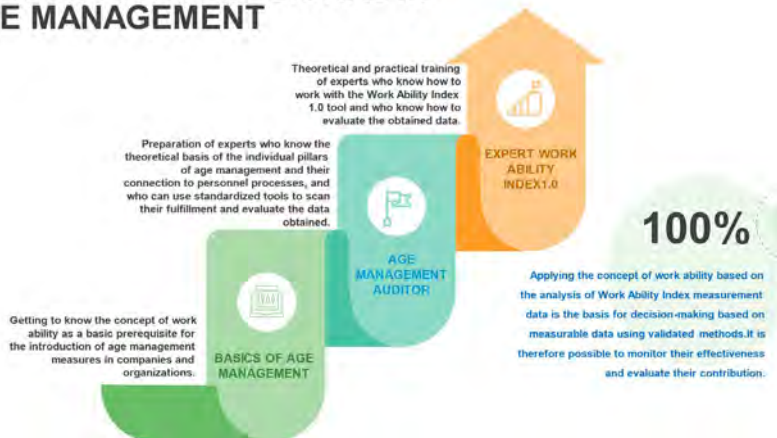 E MANAGEMENT
Theoretical and practical training
of experts who know how to
work with the Work Ability Index
1.0 tool and who know how to
evaluate the obtained data.
EXPERT WORK
ABILITY
INDEX1.0
Preparation of experts who know the
theoretical basis of the individual pillars
of age management and their
connection to personnel processes, and
who can use standardized tools to scan
their fulfillment and evaluate the data
obtained.
AGE
MANAGEMENT
AUDITOR
Getting to know the concept of work
ability as a basic prerequisite for
the introduction of age management
measures in companies and
organizations.
BASICS OF AGE
MANAGEMENT
100%
Applying the concept of work ability based on
the analysis of Work Ability Index measurement
data is the basis for decision-making based on
measurable data using validated methods.It is
therefore possible to monitor their effectiveness
and evaluate their contribution.